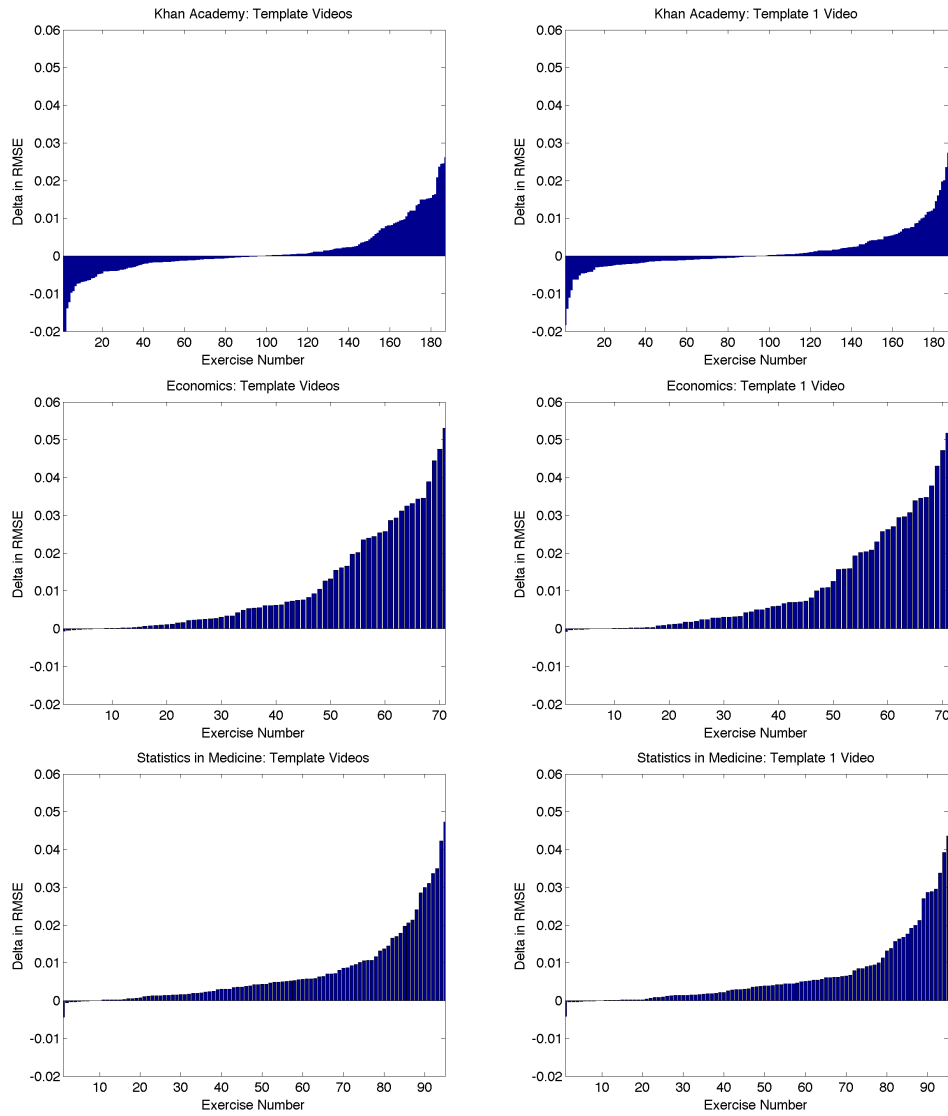 Khan Academy: Template Videos
0.06
0.05
0.04
0.03
0.02
0.01
0
-0.01
-0.02
Delta in RMSE
20 40 60 80 100 120 140 160 180
Exercise Number
Khan Academy: Template 1 Video
0.06
0.05
0.04
0.03
0.02
0.01
0
-0.01
-0.02
Delta in RMSE
20 40 60 80 100 120 140 160 180
Exercise Number
Economics: Template Videos
0.06
0.05
0.04
0.03
0.02
0.01
0
-0.01
-0.02
Delta in RMSE
10 20 30 40 50 60 70
Exercise Number
Economics: Template 1 Video
0.06
0.05
0.04
0.03
0.02
0.01
0
-0.01
-0.02
Delta in RMSE
10 20 30 40 50 60 70
Exercise Number
Statistics in Medicine: Template Videos
0.06
0.05
0.04
0.03
0.02
0.01
0
-0.01
-0.02
Delta in RMSE
10 20 30 40 50 60 70 80 90
Exercise Number
Statistics in Medicine: Template 1 Video
0.06
0.05
0.04
0.03
0.02
0.01
0
-0.01
-0.02
Delta in RMSE
10 20 30 40 50 60 70 80 90
Exercise Number